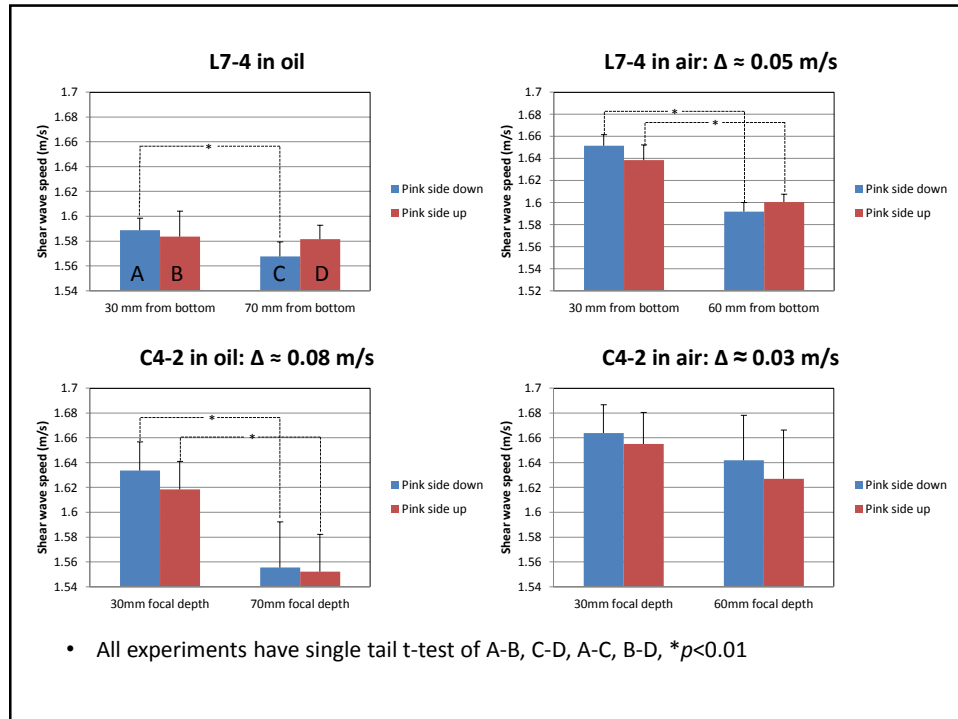 L7-4 in oil
1.7
1.68
1.66
1.64
1.62
1.6
1.58
1.56
1.54
Shear wave speed (m/s)
*
A B C D
30 mm from bottom 70 mm from bottom
Pink side down
Pink side up
L7-4 in air: Δ ≈ 0.05 m/s
1.7
1.68
1.66
1.64
1.62
1.6
1.58
1.56
1.54
1.52
Shear wave speed (m/s)
*
*
30 mm from bottom 60 mm from bottom
Pink side down
Pink side up
C4-2 in oil: Δ ≈ 0.08 m/s
1.7
1.68
1.66
1.64
1.62
1.6
1.58
1.56
1.54
Shear wave speed (m/s)
*
*
30mm focal depth 70mm focal depth
Pink side down
Pink side up
C4-2 in air: Δ ≈ 0.03 m/s
1.7
1.68
1.66
1.64
1.62
1.6
1.58
1.56
1.54
Shear wave speed (m/s)
30mm focal depth 60mm focal depth
Pink side down
Pink side up
• All experiments have single tail t-test of A-B, C-D, A-C, B-D, *p<0.01